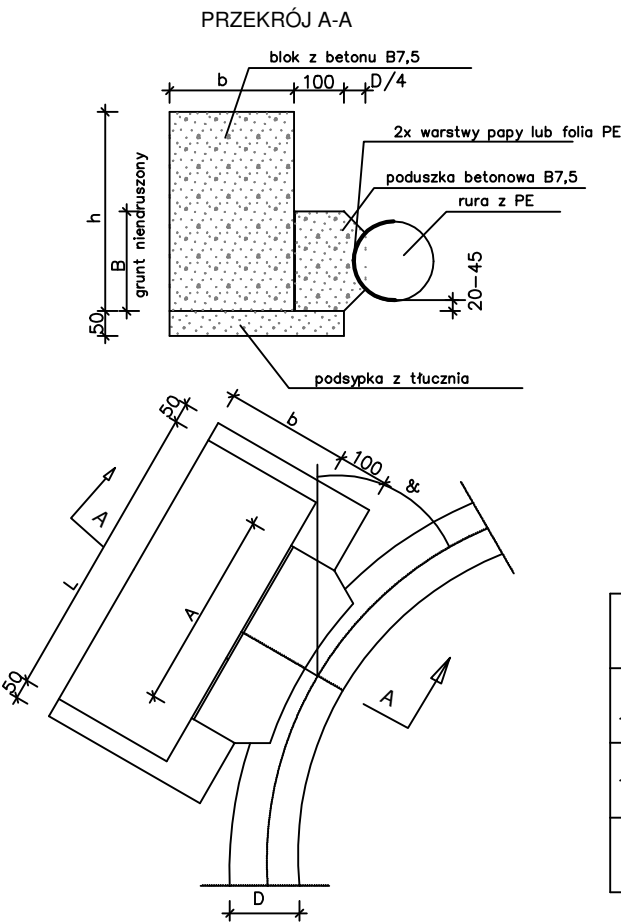 PRZEKRÓJ A-A
blok z betonu B7,5
b
100
D/4
2x warstwy papy lub folia PE
poduszka betonowa B7,5
rura z PE
h
B
grunt nienaruszony
50
20-45
podsypka z tłucznia
50
b
100
&
A
L
A
50
A
D